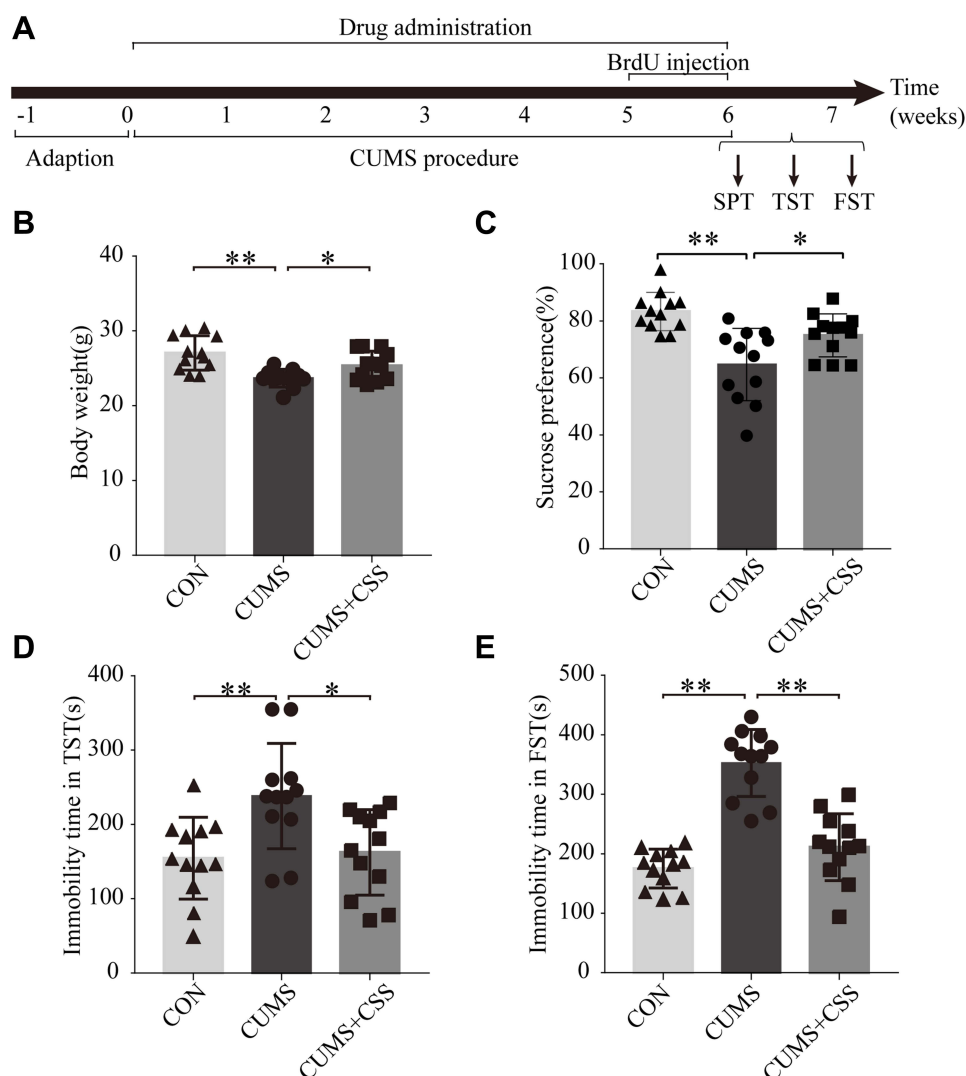 A
Drug administration
BrdU injection
Time
(weeks)
-1 0 1 2 3 4 5 6 7
Adaption CUMS procedure
SPT TST FST
B
Body weight(g)
40
30
20
10
0
** *
CON CUMS CUMS+CSS
C
Sucrose preference(%)
100
80
60
40
20
0
** *
CON CUMS CUMS+CSS
D
Immobility time in TST(s)
400
300
200
100
0
** *
CON CUMS CUMS+CSS
E
Immobility time in FST(s)
500
400
300
200
100
0
** **
CON CUMS CUMS+CSS